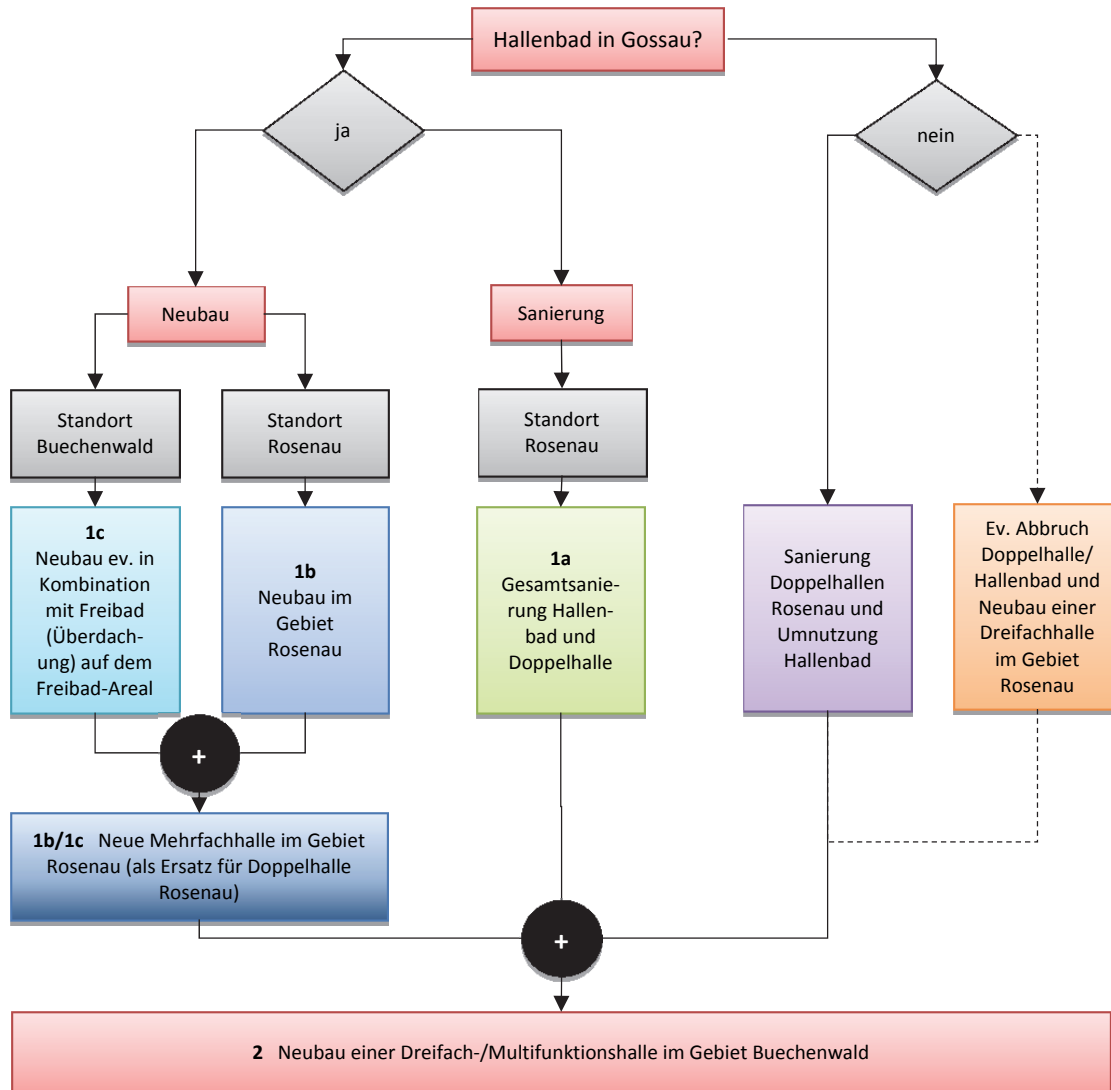 Hallenbad in Gossau?
ja
nein
Neubau
Sanierung
Standort
Buechenwald
Standort
Rosenau
Standort
Rosenau
1c
Neubau ev. in
Kombination
mit Freibad
(Überdach-
ung) auf dem
Freibad-Areal
1b
Neubau im
Gebiet
Rosenau
1a
Gesamtsanie-
rung Hallen-
bad und
Doppelhalle
Sanierung
Doppelhallen
Rosenau und
Umnutzung
Hallenbad
Ev. Abbruch
Doppelhalle/
Hallenbad und
Neubau einer
Dreifachhalle
im Gebiet
Rosenau
+
1b/1c Neue Mehrfachhalle im Gebiet
Rosenau (als Ersatz für Doppelhalle
Rosenau)
+
2 Neubau einer Dreifach-/Multifunktionshalle im Gebiet Buechenwald